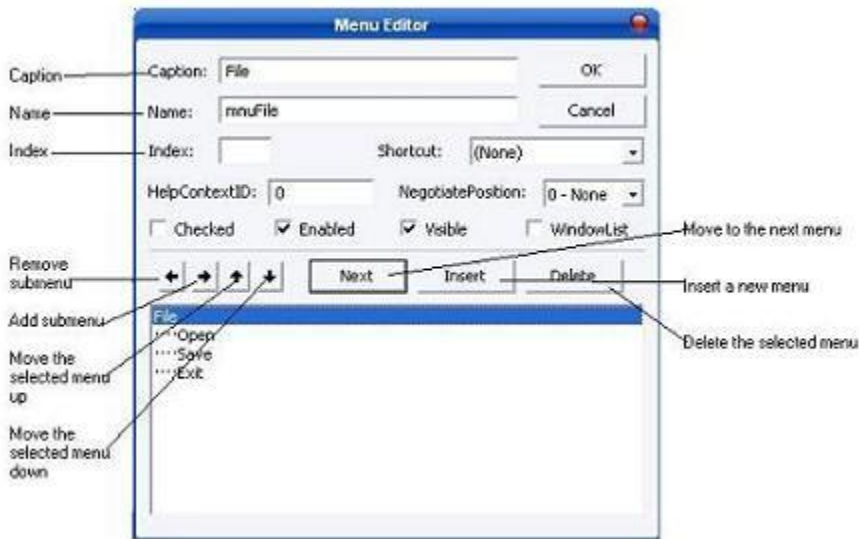 Menu Editor
Caption
Caption:
File
OK
Name
Name:
mnuFile
Cancel
Index
Index:
Shortcut:
(None)
HelpContextID:
0
NegotiatePosition:
0 - None
Checked
Enabled
Visible
WindowList
Move to the next menu
Remove
submenu
Next
Insert
Delete
Insert a new menu
Add submenu
File
····Open
····Save
····Exit
Delete the selected menu
Move the
selected menu
up
Move the
selected menu
down